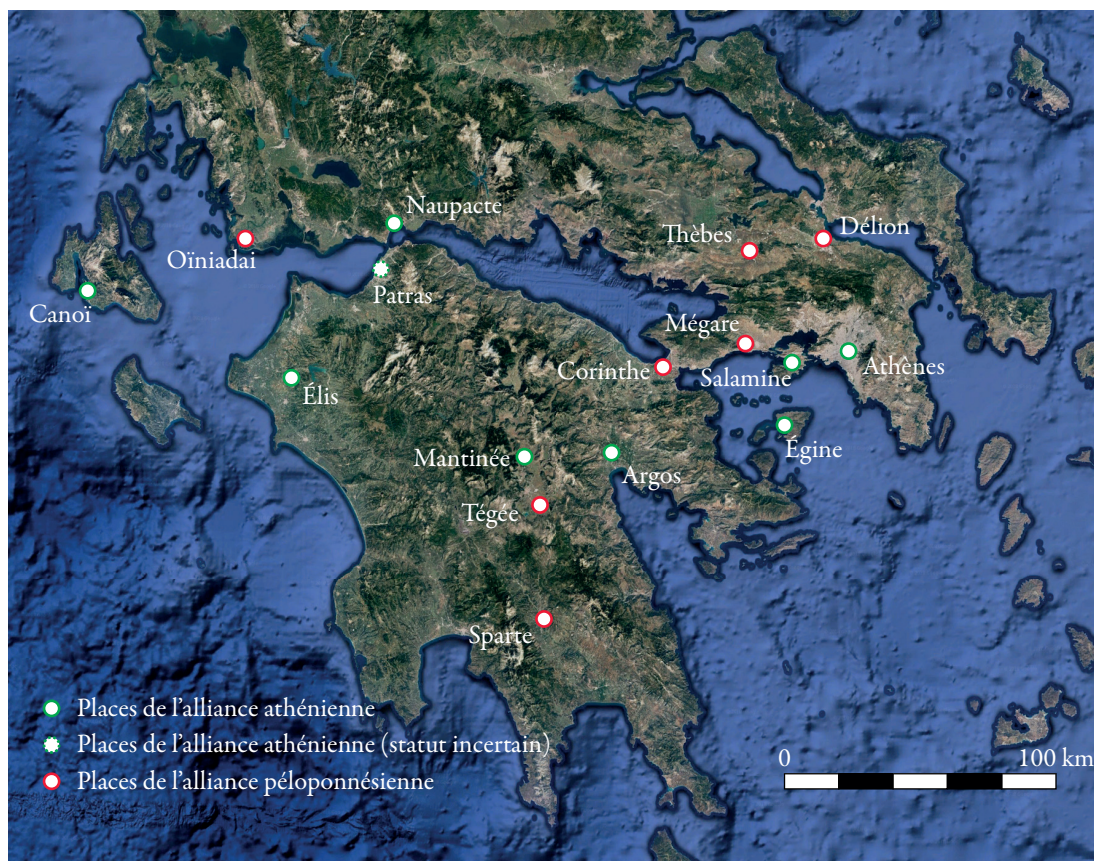 Naupacte
Délion
Thèbes
Oïniadai
Patras
Canoï
Mégare
Corinthe
Athènes
Salamine
Élis
Égine
Mantinée
Argos
Tégée
Sparte
Places de l'alliance athénienne
Places de l'alliance athénienne (statut incertain)
Places de l'alliance péloponnésienne
0 100 km